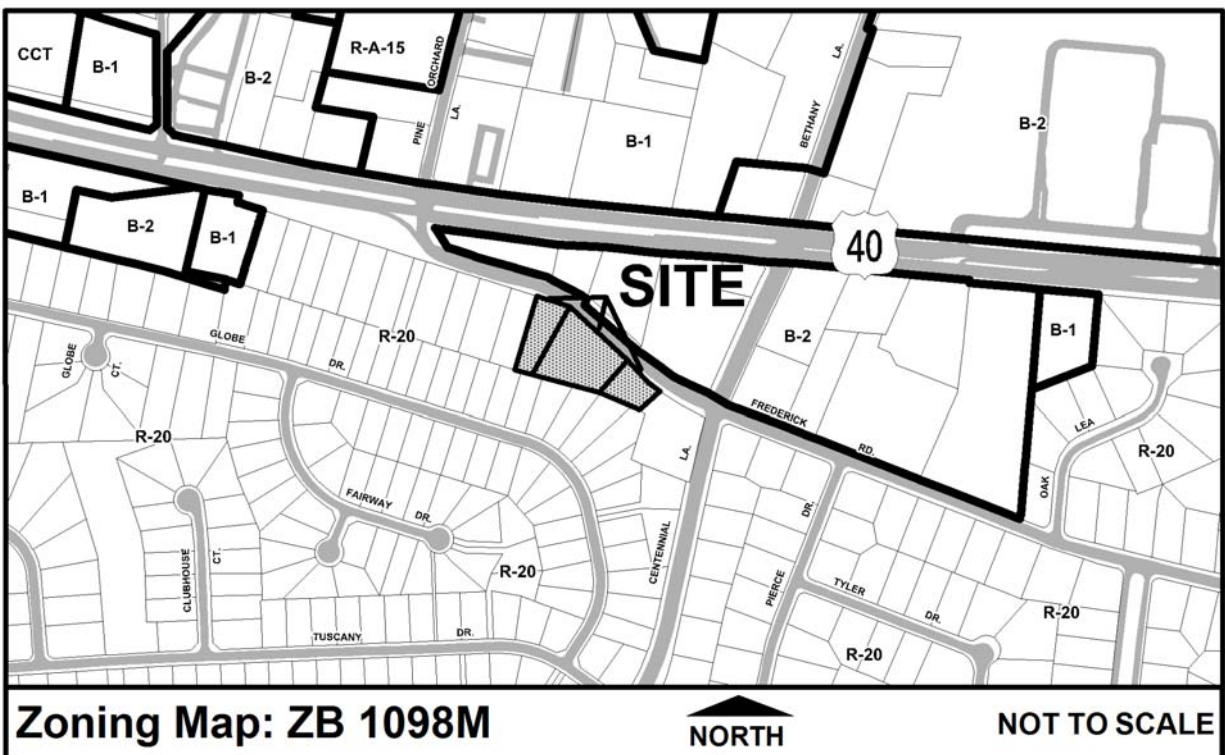 CCT
B-1
B-2
R-A-15
ORCHARD
PINE
LA.
B-1
BETHANY
LA.
B-2
B-1
B-2
B-1
40
SITE
R-20
B-2
B-1
GLOBE
CT.
GLOBE
DR.
FREDERICK
RD.
LEA
OAK
R-20
R-20
FAIRWAY
DR.
CLUBHOUSE
CT.
R-20
CENTENNIAL
LA.
PIERCE
DR.
TYLER
DR.
R-20
R-20
TUSCANY
DR.
Zoning Map: ZB 1098M
NORTH
NOT TO SCALE